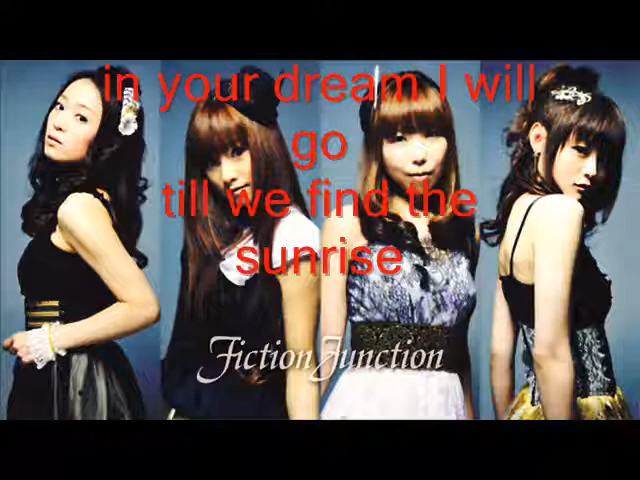 in your dream I will
go
till we find the
sunrise
FictionJunction